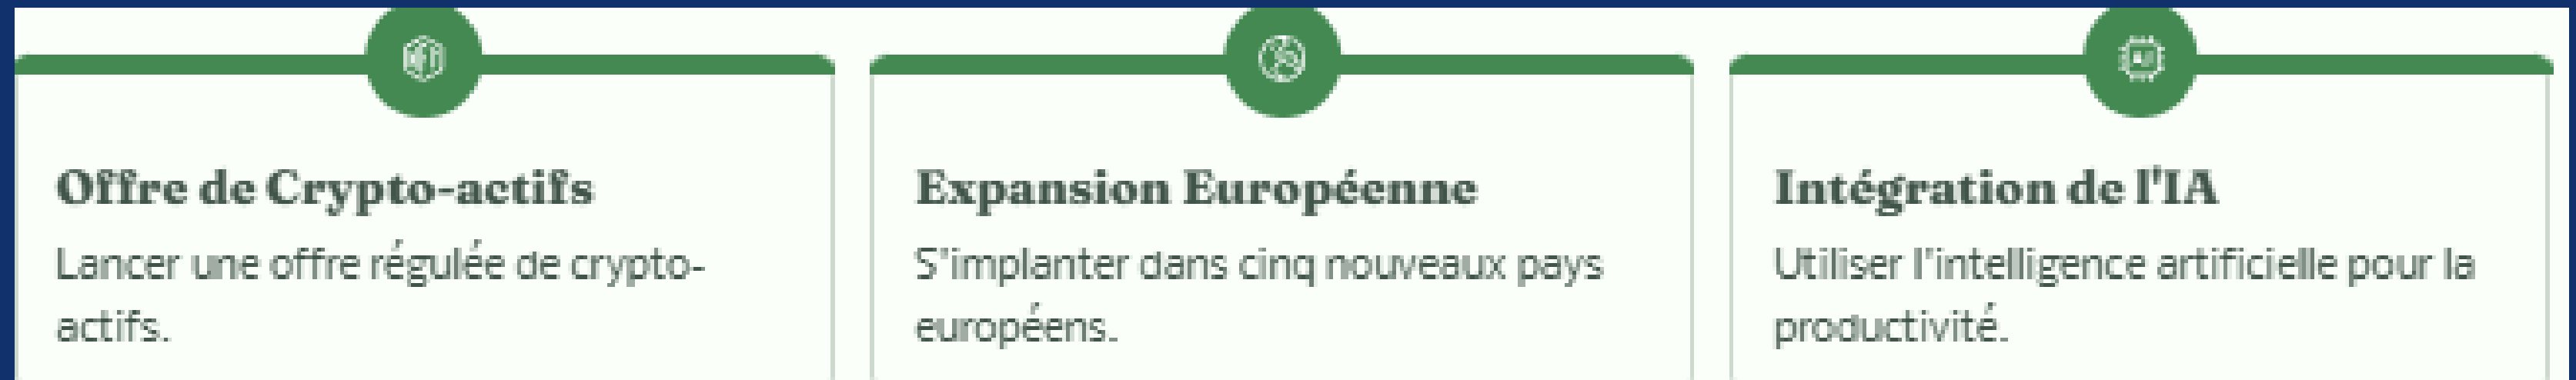 Offre de Crypto-actifs
Lancer une offre régulée de crypto-
actifs.
Expansion Européenne
S'implanter dans cinq nouveaux pays
européens.
Intégration de l'IA
Utiliser l'intelligence artificielle pour la
productivité.